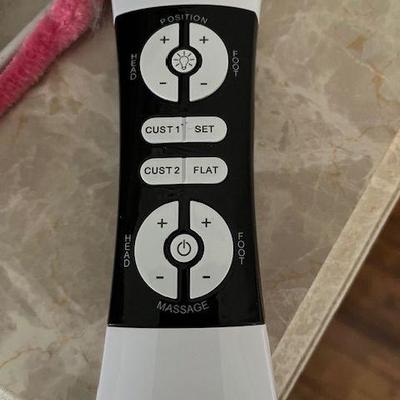 POSITION
+ +
HEAD FOOT
- -
CUST 1 SET
CUST 2 FLAT
+ +
HEAD FOOT
- -
MASSAGE